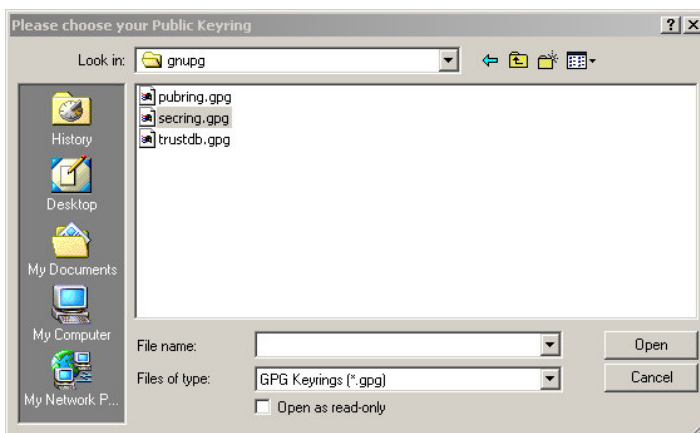 Please choose your Public Keyring
Look in: gnupg
pubring.gpg
secring.gpg
trustdb.gpg
History
Desktop
My Documents
My Computer
My Network P...
File name:
Open
Files of type: GPG Keyrings (*.gpg)
Cancel
Open as read-only